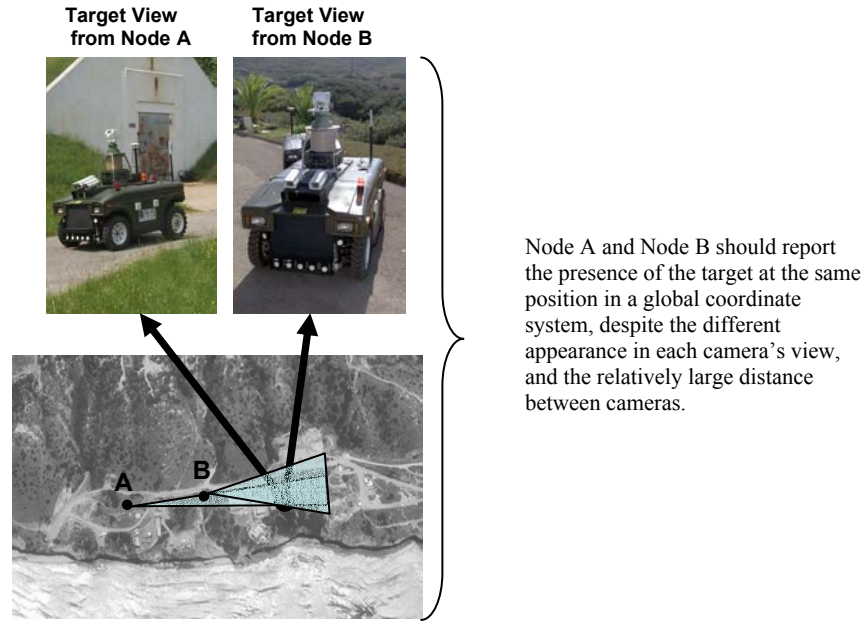 Target View
from Node A
Target View
from Node B
Node A and Node B should report
the presence of the target at the same
position in a global coordinate
system, despite the different
appearance in each camera's view,
and the relatively large distance
between cameras.
A
B